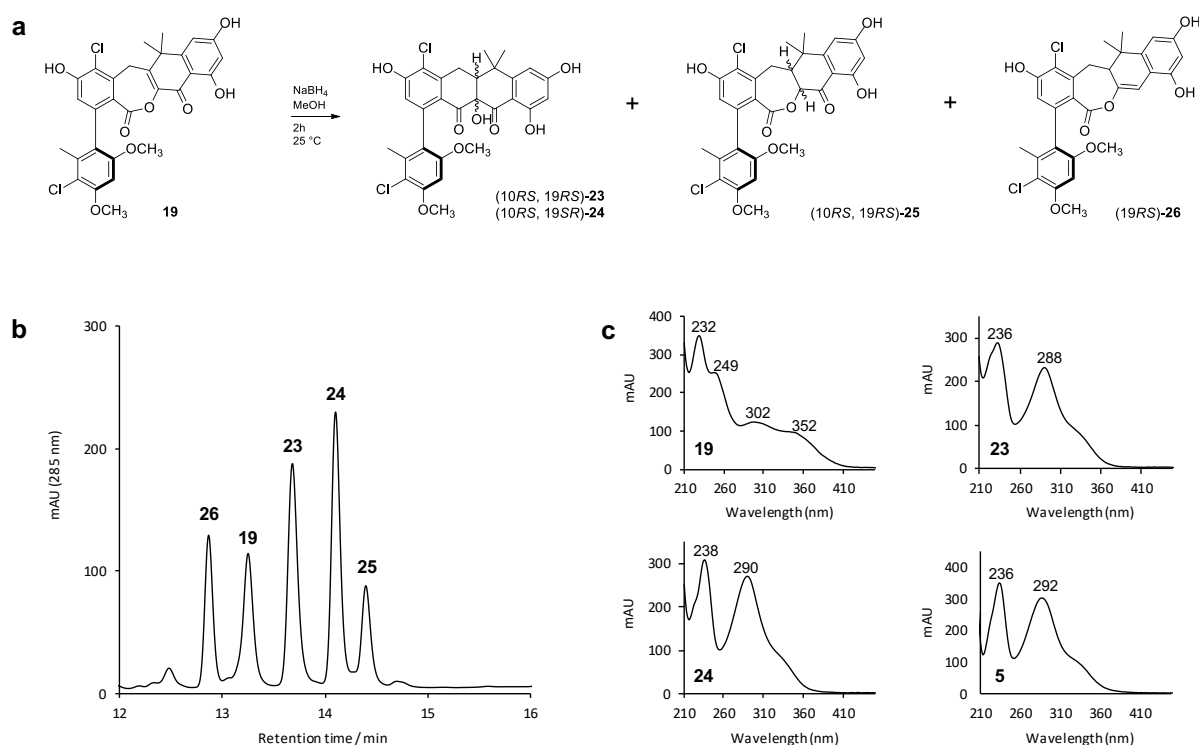 a
HO
Cl
OH
O
O
O
OH
OCH3
Cl
OCH3
19
NaBH4
MeOH
2h
25 °C
HO
Cl
H
OH
O
OH
O
OH
OCH3
Cl
OCH3
(10RS, 19RS)-23
(10RS, 19SR)-24
+
HO
Cl
H
OH
O
O
H
O
OH
OCH3
Cl
OCH3
(10RS, 19RS)-25
+
HO
Cl
OH
O
O
OH
OCH3
Cl
OCH3
(19RS)-26
b
300
200
100
0
mAU (285 nm)
12 13 14 15 16
Retention time / min
26
19
23
24
25
c
400
300
200
100
0
mAU
232
249
302
352
19
210 260 310 360 410
Wavelength (nm)
300
200
100
0
mAU
236
288
23
210 260 310 360 410
Wavelength (nm)
300
200
100
0
mAU
238
290
24
210 260 310 360 410
Wavelength (nm)
400
300
200
100
0
mAU
236
292
5
210 260 310 360 410
Wavelength (nm)